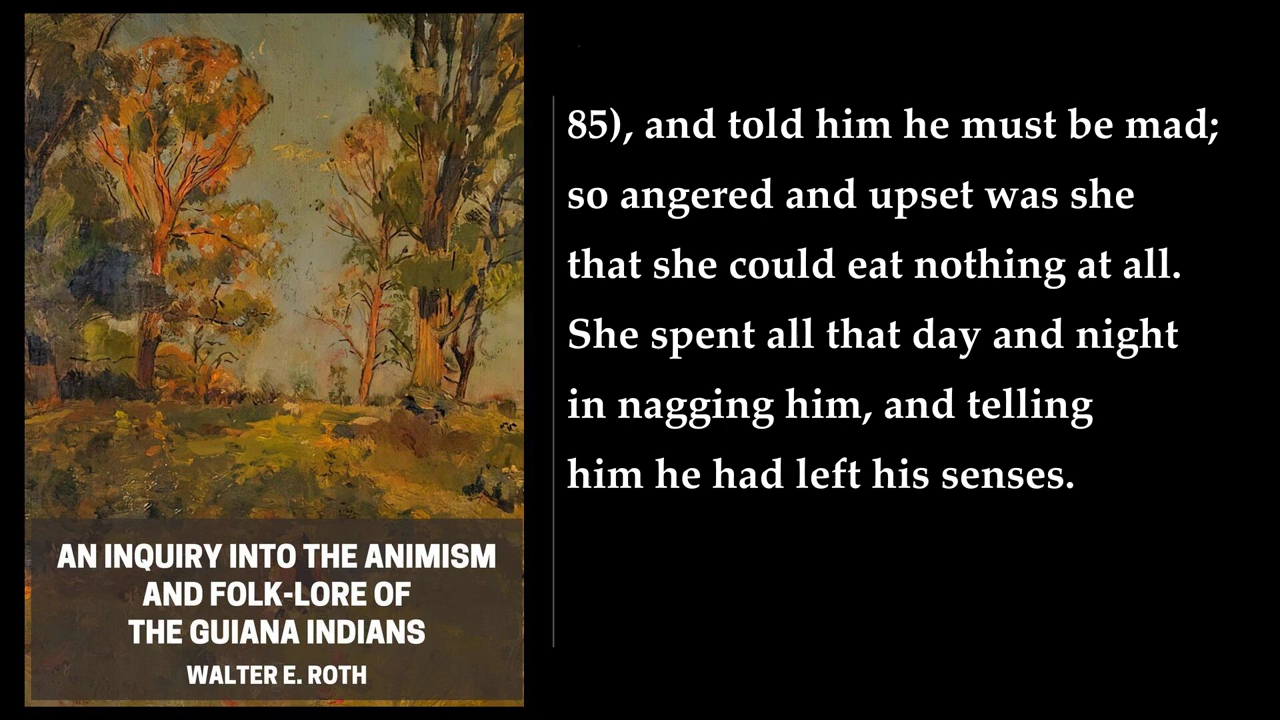 85), and told him he must be mad;
so angered and upset was she
that she could eat nothing at all.
She spent all that day and night
in nagging him, and telling
him he had left his senses.
AN INQUIRY INTO THE ANIMISM
AND FOLK-LORE OF
THE GUIANA INDIANS
WALTER E. ROTH